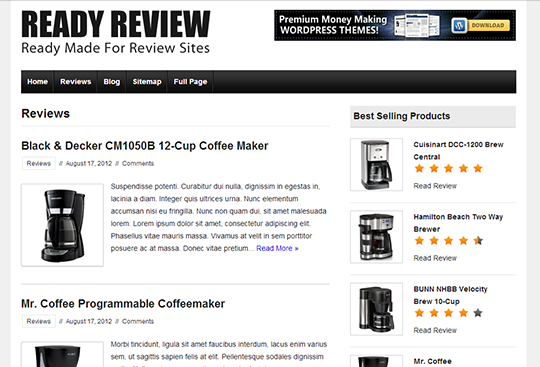 READY REVIEW
Ready Made For Review Sites
Premium Money Making
WORDPRESS THEMES!
DOWNLOAD
Home Reviews Blog Sitemap Full Page
Reviews
Black & Decker CM1050B 12-Cup Coffee Maker
Reviews // August 17, 2012 // Comments
Suspendisse potenti. Curabitur dui nulla, dignissim in egestas in,
lacinia a diam. Integer quis ultrices urna. Nunc elementum
accumsan nisi eu fringilla. Nunc non quam dui, sit amet malesuada
lorem. Lorem ipsum dolor sit amet, consectetur adipiscing elit.
Phasellus vitae mauris massa. Vivamus at velit in sem porttitor
posuere ac at massa. Donec vitae pretium... Read More »
Mr. Coffee Programmable Coffeemaker
Reviews // August 17, 2012 // Comments
Morbi tincidunt, ligula sit amet faucibus interdum, lacus enim varius
sem, ut sagittis sapien felis at elit. Pellentesque sodales dignissim
Best Selling Products
Cuisinart DCC-1200 Brew
Central
Read Review
Hamilton Beach Two Way
Brewer
Read Review
BUNN NHBB Velocity
Brew 10-Cup
Read Review
Mr. Coffee